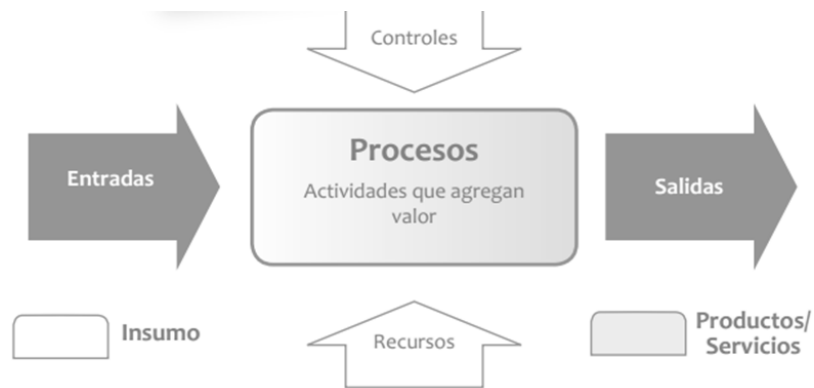 Controles
Entradas
Procesos
Actividades que agregan
valor
Salidas
Insumo
Recursos
Productos/
Servicios